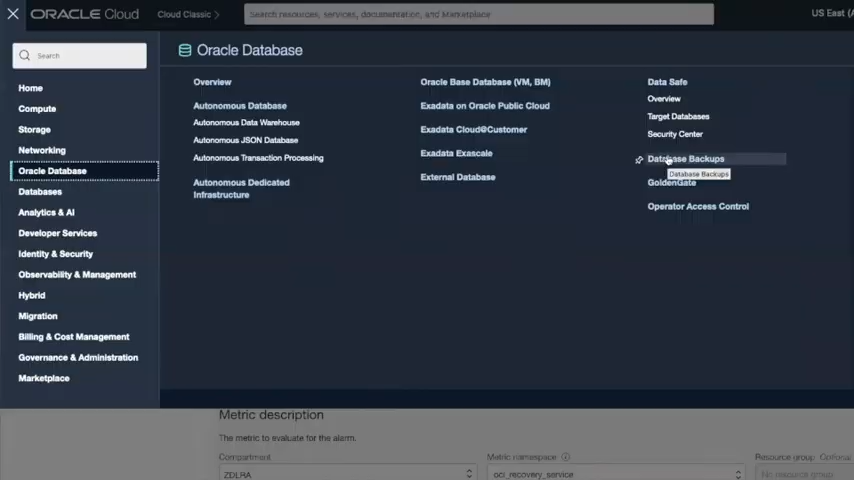 ORACLE Cloud
Cloud Classic >
Search resources, services, documentation, and Marketplace
US East (A
Search
Home
Compute
Storage
Networking
Oracle Database
Databases
Analytics & AI
Developer Services
Identity & Security
Observability & Management
Hybrid
Migration
Billing & Cost Management
Governance & Administration
Marketplace
Oracle Database
Overview
Autonomous Database
Autonomous Data Warehouse
Autonomous JSON Database
Autonomous Transaction Processing
Autonomous Dedicated
Infrastructure
Oracle Base Database (VM, BM)
Exadata on Oracle Public Cloud
Exadata Cloud@Customer
Exadata Exascale
External Database
Data Safe
Overview
Target Databases
Security Center
Database Backups
Database Backups
GoldenGate
Operator Access Control
Metric description
The metric to evaluate for the alarm.
Compartment
ZDLRA
Metric namespace
oci_recovery_service
Resource group Optional
No resource group